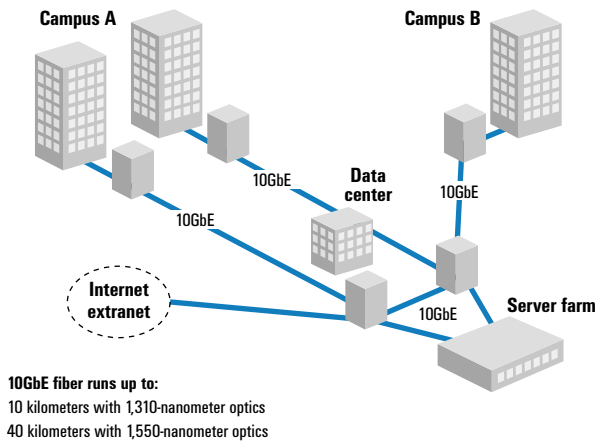 Campus A
Campus B
10GbE
Data
center
10GbE
10GbE
Internet
extranet
10GbE
Server farm
10GbE fiber runs up to:
10 kilometers with 1,310-nanometer optics
40 kilometers with 1,550-nanometer optics